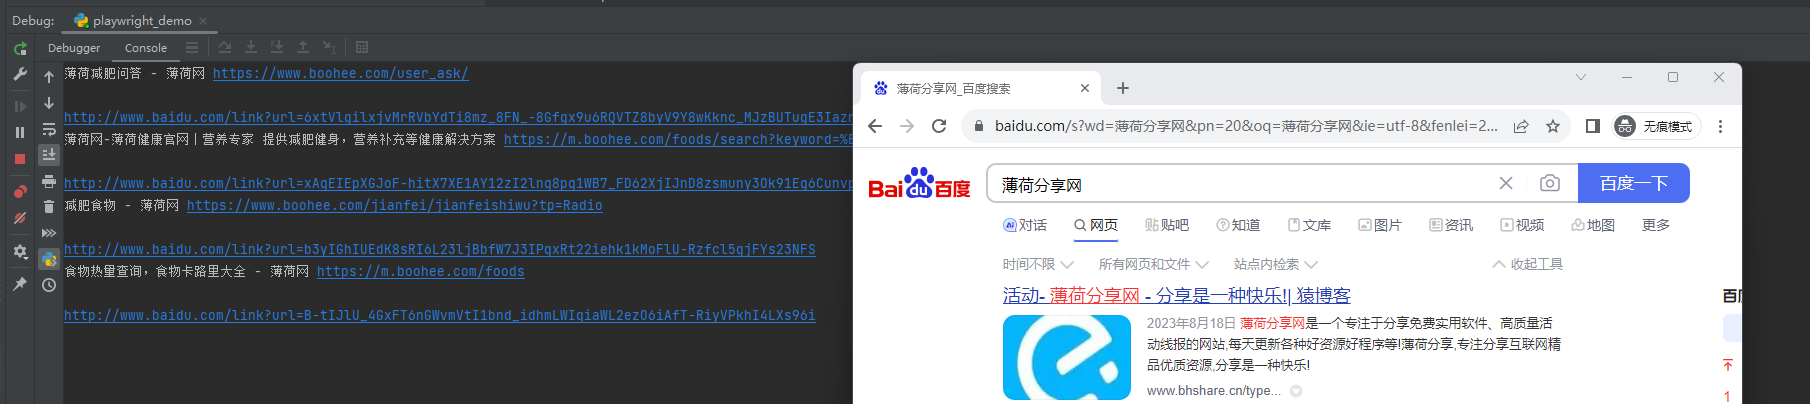 Debug: playwright_demo
Debugger Console
薄荷减肥问答 - 薄荷网 https://www.boohee.com/user_ask/
http://www.baidu.com/link?url=6xtVlqilxjvMrRVbYdTi8mz_8FN_-8Gfgx9u6RQVTZ8byV9Y8wKknc_MJzBUTuqE3Iazr
薄荷网-薄荷健康官网|营养专家 提供减肥健身，营养补充等健康解决方案 https://m.boohee.com/foods/search?keyword=%E
http://www.baidu.com/link?url=xAqEIEpXGJoF-hitX7XE1AY12zI2lnq8pq1WB7_FD62XjIJnD8zsmuny3Ok91Eq6Cunvp
减肥食物 - 薄荷网 https://www.boohee.com/jianfei/jianfeishiwu?tp=Radio
http://www.baidu.com/link?url=b3yIGhIUEdK8sRI6L23ljBbfW7J3IPqxRt22iehk1kMoFlU-Rzfcl5qjFYs23NFS
食物热量查询，食物卡路里大全 - 薄荷网 https://m.boohee.com/foods
http://www.baidu.com/link?url=B-tIJlU_4GxFT6nGWvmVtI1bnd_idhmLWIqiaWL2ezO6iAfT-RiyVPkhI4LXs96i
薄荷分享网_百度搜索
baidu.com/s?wd=薄荷分享网&pn=20&oq=薄荷分享网&ie=utf-8&fenlei=2... 无痕模式
Bai du 百度 薄荷分享网 百度一下
Ai 对话 网页 贴吧 知道 文库 图片 资讯 视频 地图 更多
时间不限 所有网页和文件 站点内检索 收起工具
活动- 薄荷分享网 - 分享是一种快乐!| 猿博客
2023年8月18日 薄荷分享网是一个专注于分享免费实用软件、高质量活
动线报的网站,每天更新各种好资源好程序等!薄荷分享,专注分享互联网精
品优质资源,分享是一种快乐!
www.bhshare.cn/type...
百
1